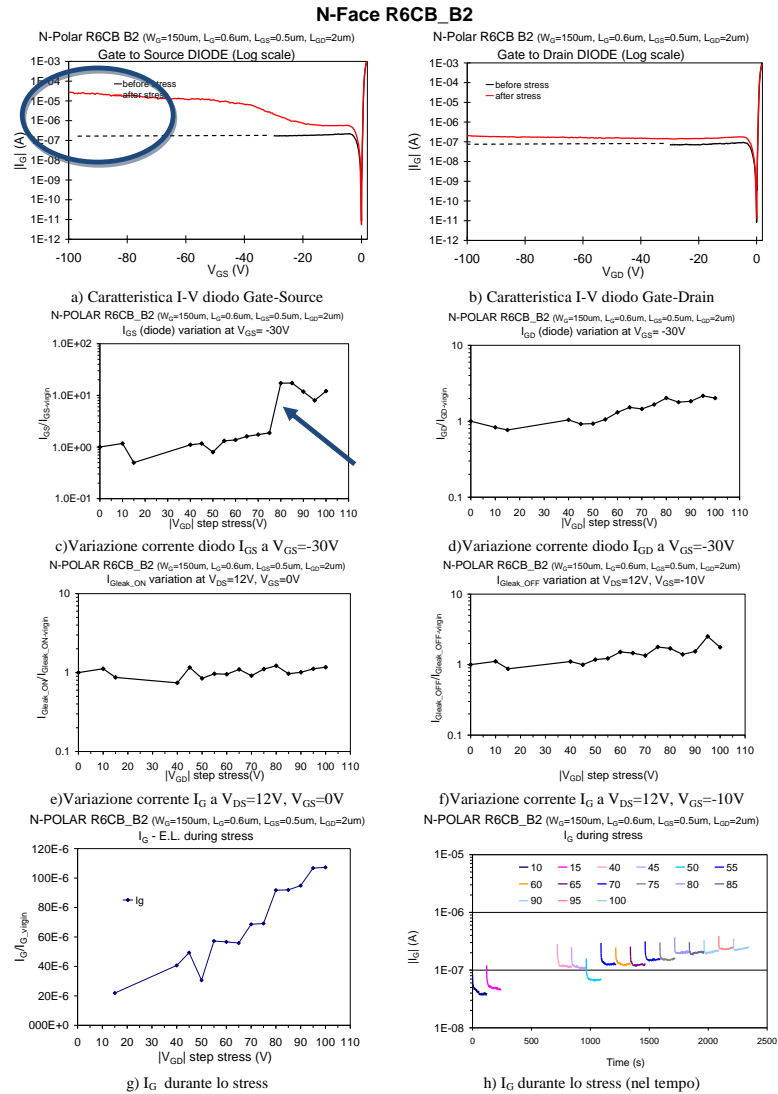 N-Face R6CB_B2
N-Polar R6CB B2 (WG=150um, LG=0.6um, LGS=0.5um, LGD=2um)
Gate to Source DIODE (Log scale)
1E-03
1E-04
1E-05
1E-06
1E-07
1E-08
1E-09
1E-10
1E-11
1E-12
|IG| (A)
before stress
after stress
-100 -80 -60 -40 -20 0
VGS (V)
a) Caratteristica I-V diodo Gate-Source
N-Polar R6CB_B2 (WG=150um, LG=0.6um, LGS=0.5um, LGD=2um)
Gate to Drain DIODE (Log scale)
1E-03
1E-04
1E-05
1E-06
1E-07
1E-08
1E-09
1E-10
1E-11
1E-12
|IG| (A)
before stress
after stress
-100 -80 -60 -40 -20 0
VGD (V)
b) Caratteristica I-V diodo Gate-Drain
N-POLAR R6CB_B2 (WG=150um, LG=0.6um, LGS=0.5um, LGD=2um)
IGS (diode) variation at VGS= -30V
1.0E+02
1.0E+01
1.0E+00
1.0E-01
IGS/IGS-virgin
0 10 20 30 40 50 60 70 80 90 100 110
|VGD| step stress(V)
c)Variazione corrente diodo IGS a VGS=-30V
N-POLAR R6CB_B2 (WG=150um, LG=0.6um, LGS=0.5um, LGD=2um)
IGD (diode) variation at VGS= -30V
10
1
0.1
IGD/IGD-virgin
0 10 20 30 40 50 60 70 80 90 100 110
|VGD| step stress(V)
d)Variazione corrente diodo IGD a VGS=-30V
N-POLAR R6CB_B2 (WG=150um, LG=0.6um, LGS=0.5um, LGD=2um)
IGleak_ON variation at VDS=12V, VGS=0V
10
1
0.1
IGleak_ON/IGleak_ON-virgin
0 10 20 30 40 50 60 70 80 90 100 110
|VGD| step stress(V)
e)Variazione corrente IG a VDS=12V, VGS=0V
N-POLAR R6CB_B2 (WG=150um, LG=0.6um, LGS=0.5um, LGD=2um)
IGleak_OFF variation at VDS=12V, VGS=-10V
10
1
0.1
IGleak_OFF/IGleak_OFF-virgin
0 10 20 30 40 50 60 70 80 90 100 110
|VGD| step stress(V)
f)Variazione corrente IG a VDS=12V, VGS=-10V
N-POLAR R6CB_B2 (WG=150um, LG=0.6um, LGS=0.5um, LGD=2um)
IG - E.L. during stress
120E-6
100E-6
80E-6
60E-6
40E-6
20E-6
000E+0
IG/IG_virgin
Ig
0 10 20 30 40 50 60 70 80 90 100 110
|VGD| step stress (V)
g) IG durante lo stress
N-POLAR R6CB_B2 (WG=150um, LG=0.6um, LGS=0.5um, LGD=2um)
IG during stress
1E-05
1E-06
1E-07
1E-08
|IG| (A)
10 15 40 45 50 55
60 65 70 75 80 85
90 95 100
0 500 1000 1500 2000 2500
Time (s)
h) IG durante lo stress (nel tempo)